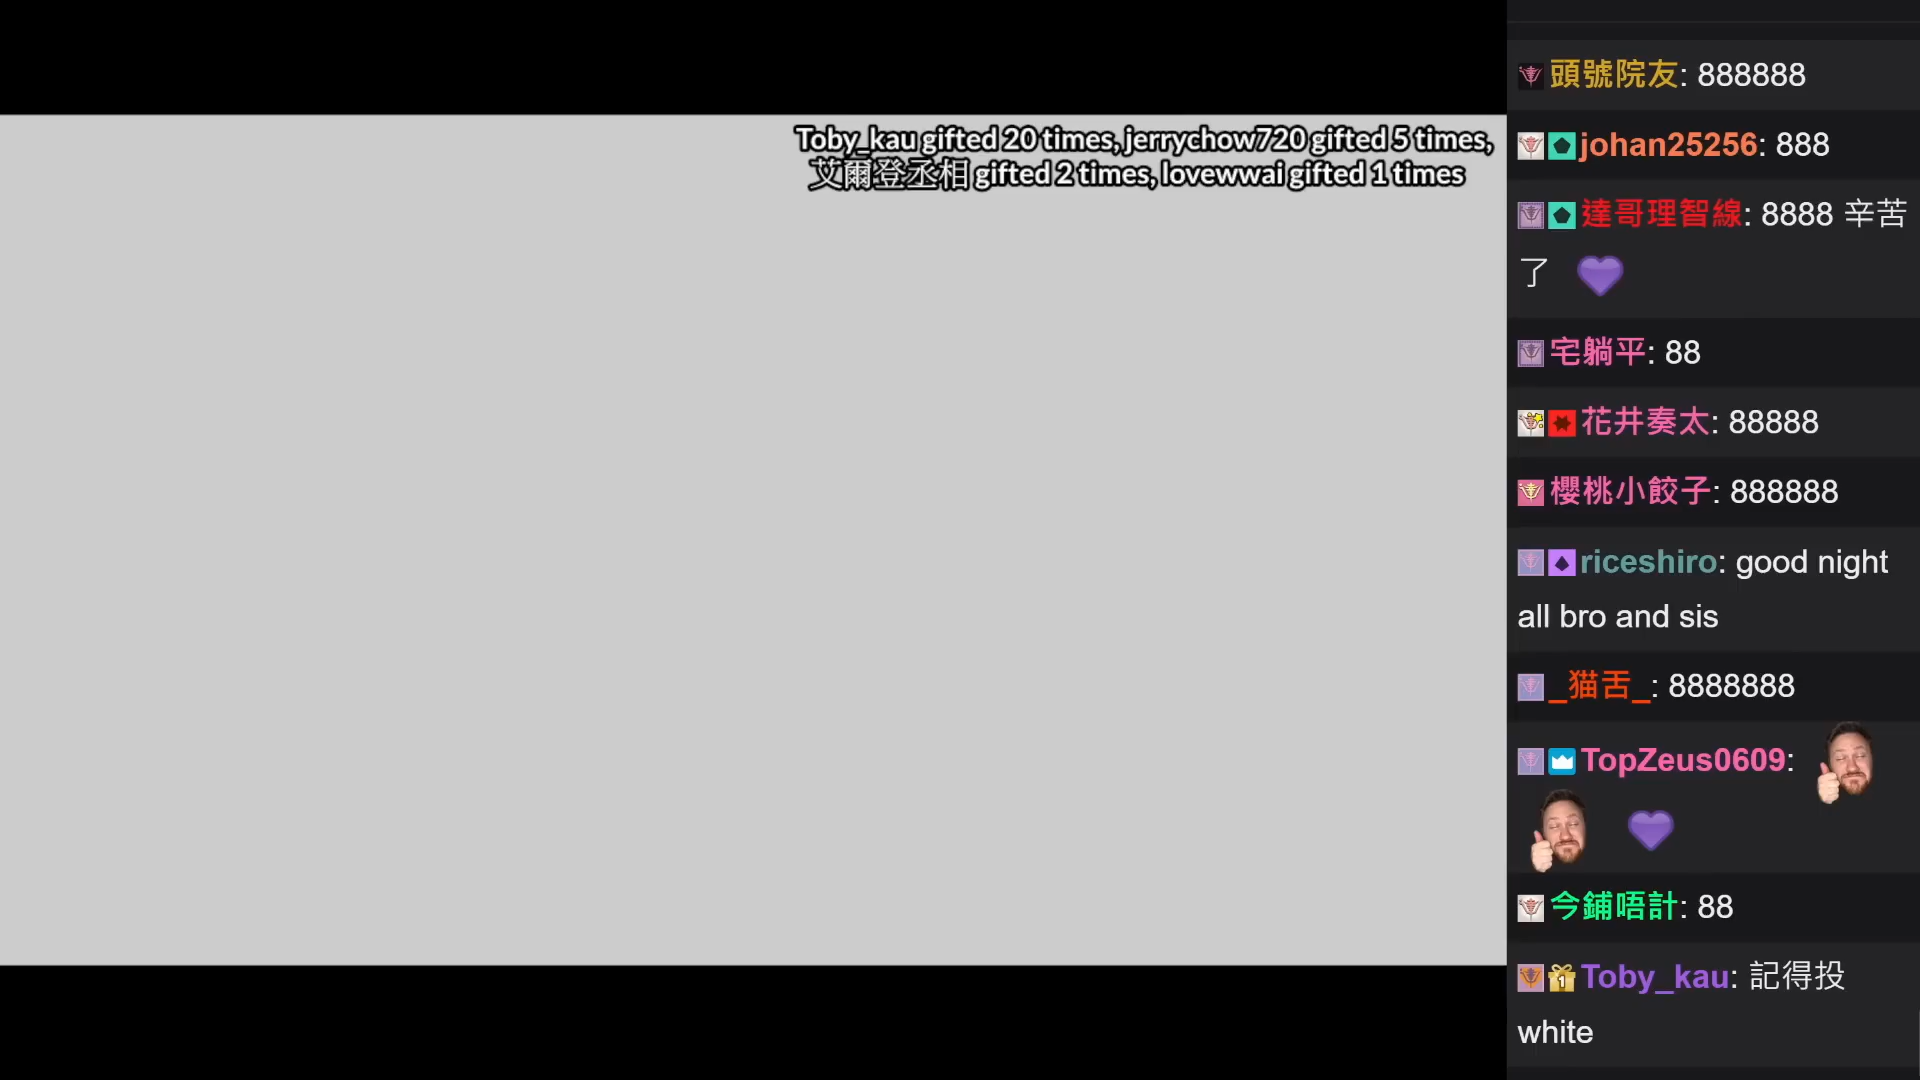 Toby_kau gifted 20 times, jerrychow720 gifted 5 times,
艾爾登丞相 gifted 2 times, lovewwai gifted 1 times
頭號院友: 888888
johan25256: 888
達哥理智線: 8888 辛苦
了
宅躺平: 88
花井奏太: 88888
櫻桃小餃子: 888888
riceshiro: good night
all bro and sis
_猫舌_: 8888888
TopZeus0609:
今鋪唔計: 88
1 Toby_kau: 記得投
white